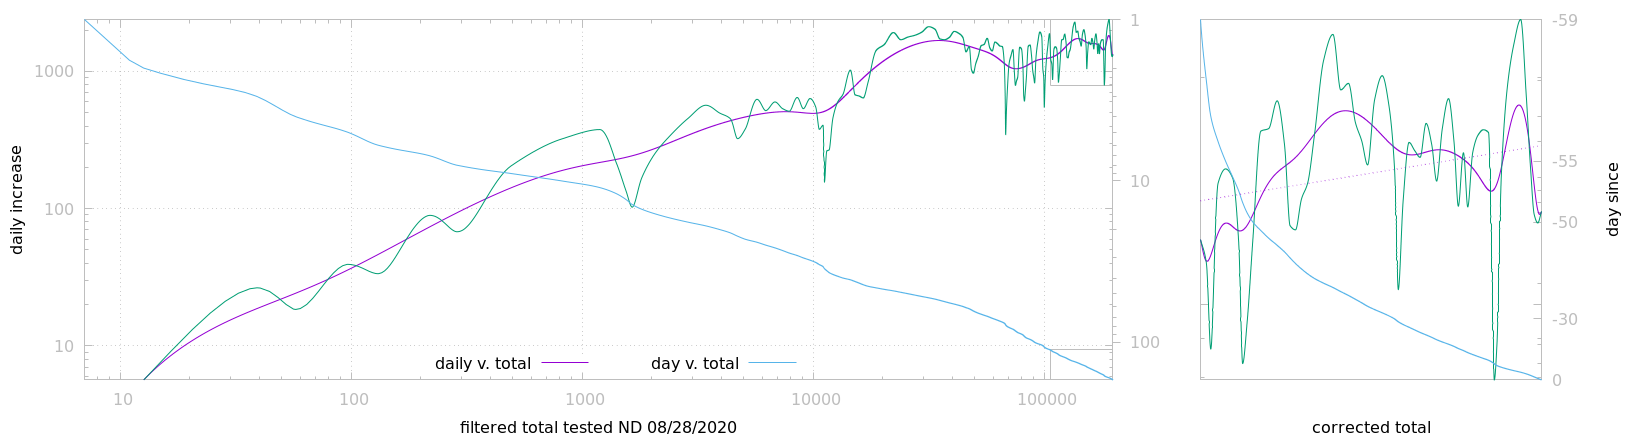 1000
100
10
daily increase
daily v. total
day v. total
10
100
1000
10000
100000
filtered total tested ND 08/28/2020
1
10
100
-59
-55
-50
-30
0
day since
corrected total